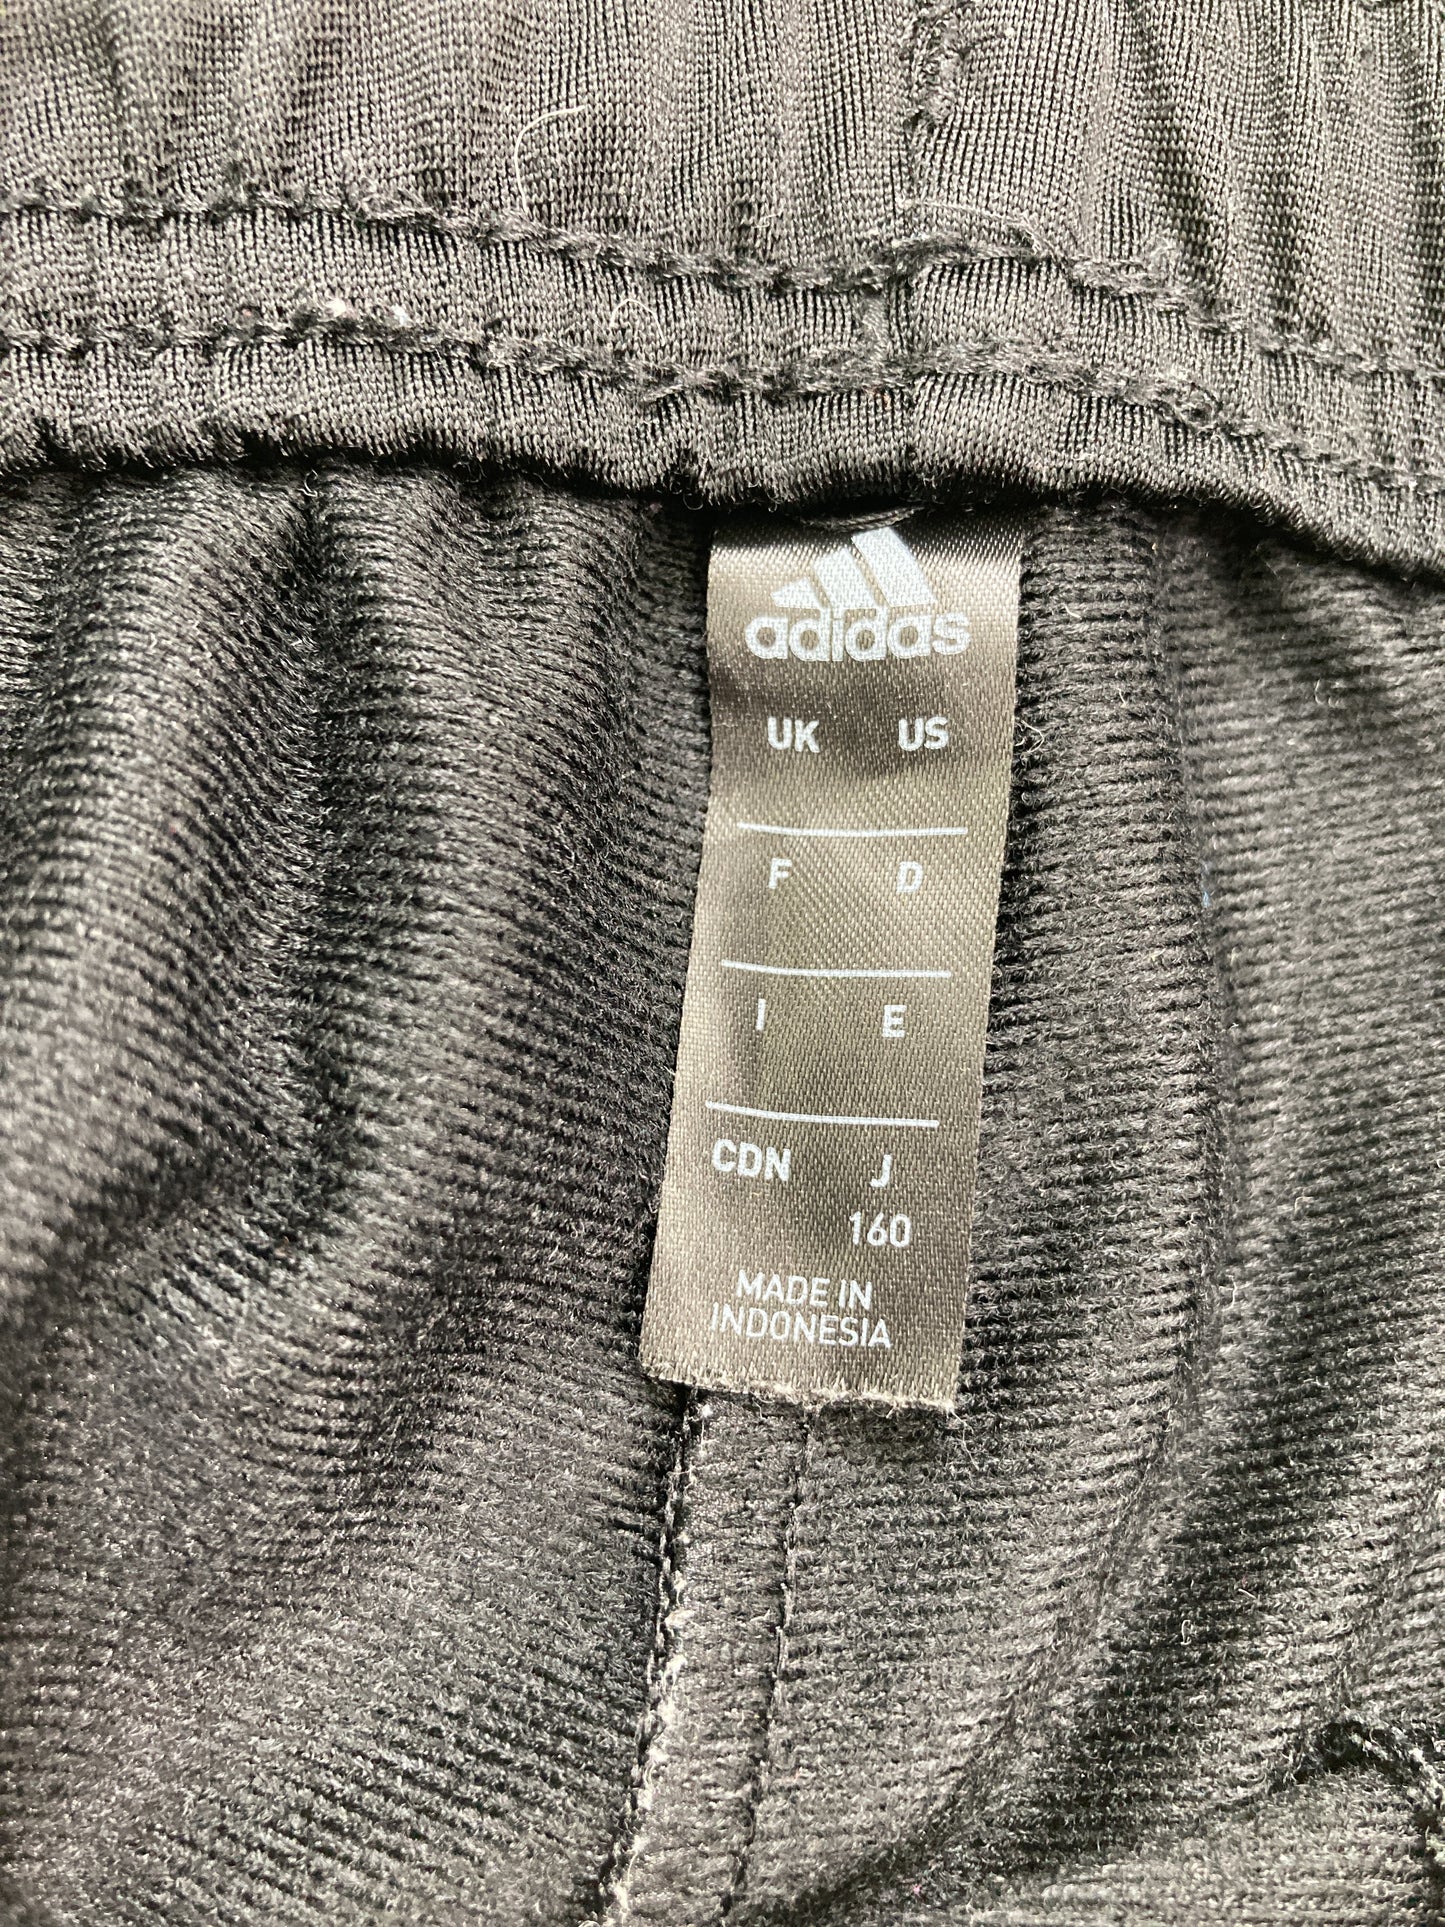 adidas
UK US
F D
I E
CDN J
160
MADE IN
INDONESIA